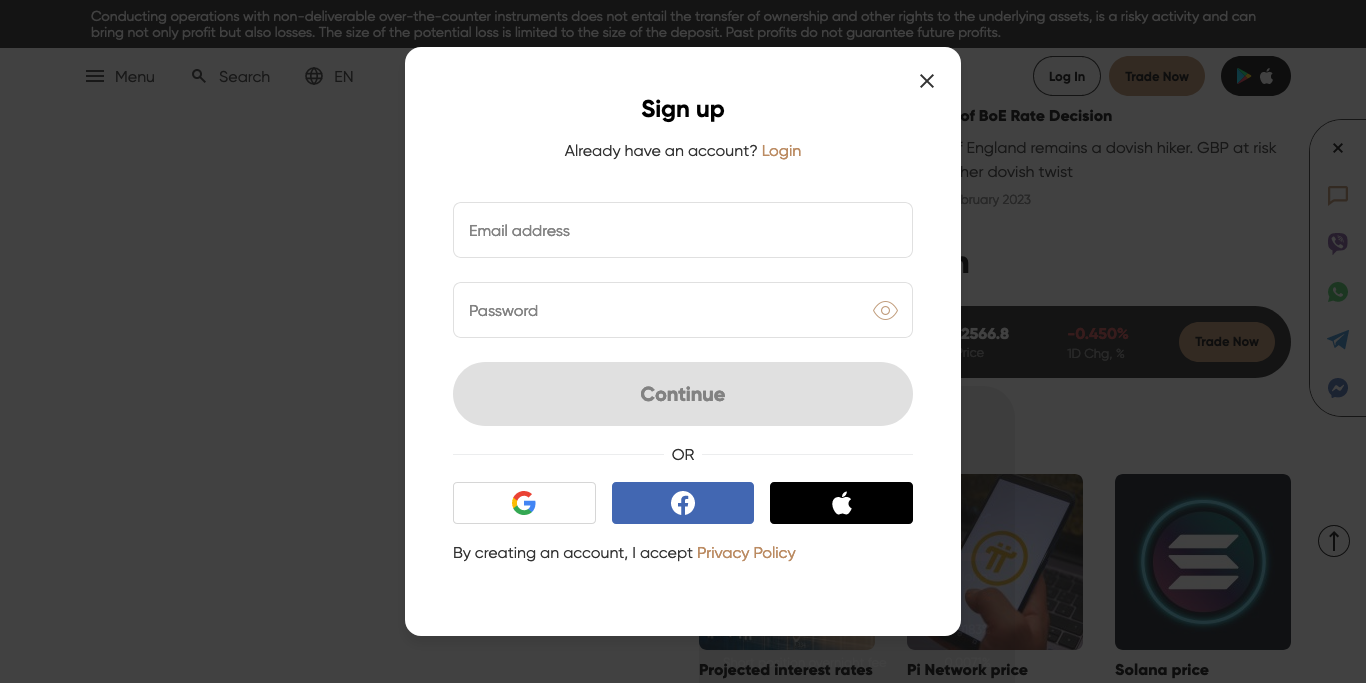 Conducting operations with non-deliverable over-the-counter instruments does not entail the transfer of ownership and other rights to the underlying assets, is a risky activity and can
bring not only profit but also losses. The size of the potential loss is limited to the size of the deposit. Past profits do not guarantee future profits.
Menu
Search
EN
Log In
Trade Now
Sign up
Already have an account? Login
Email address
Password
Continue
OR
By creating an account, I accept Privacy Policy
of BoE Rate Decision
England remains a dovish hiker. GBP at risk
her dovish twist
bruary 2023
2566.8
rice
-0.450%
1D Chg, %
Trade Now
Projected interest rates
Pi Network price
Solana price